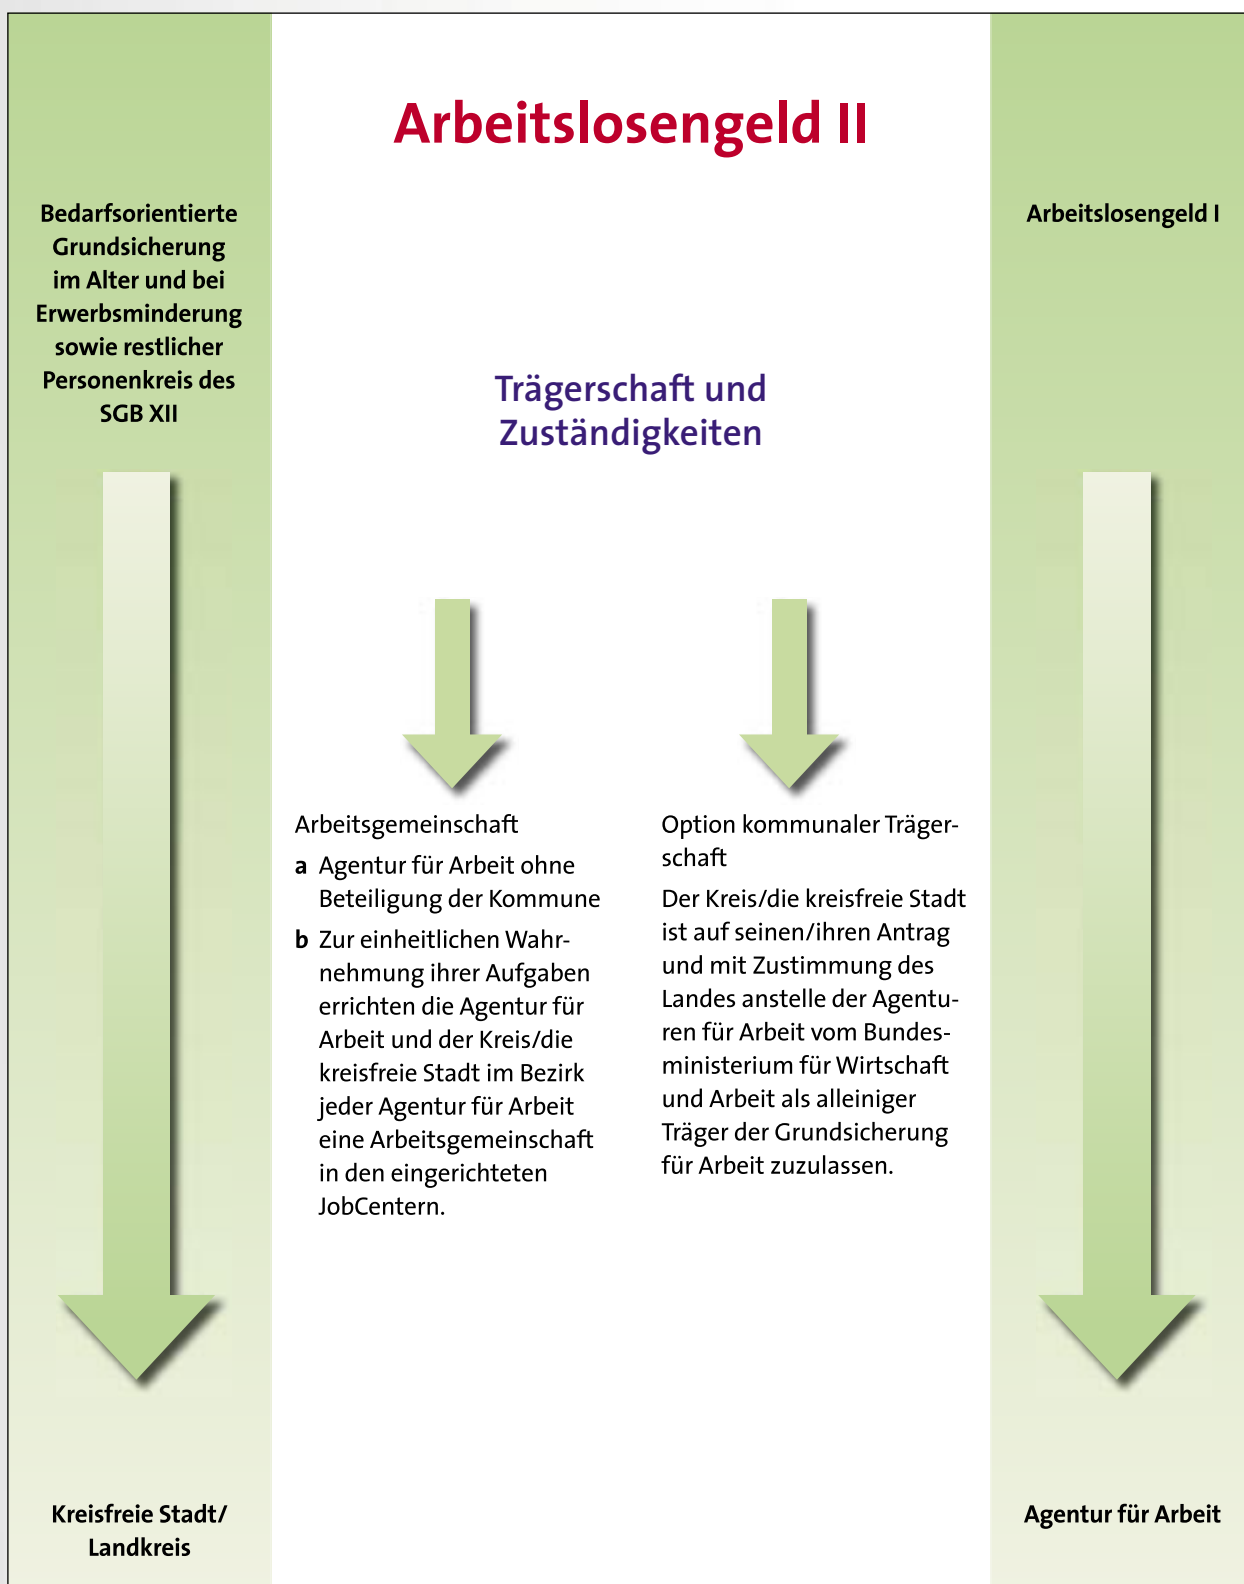 Arbeitslosengeld II
Bedarfsorientierte
Grundsicherung
im Alter und bei
Erwerbsminderung
sowie restlicher
Personenkreis des
SGB XII
Arbeitslosengeld I
Trägerschaft und
Zuständigkeiten
Arbeitsgemeinschaft
a Agentur für Arbeit ohne
Beteiligung der Kommune
b Zur einheitlichen Wahr-
nehmung ihrer Aufgaben
errichten die Agentur für
Arbeit und der Kreis/die
kreisfreie Stadt im Bezirk
jeder Agentur für Arbeit
eine Arbeitsgemeinschaft
in den eingerichteten
JobCentern.
Option kommunaler Träger-
schaft
Der Kreis/die kreisfreie Stadt
ist auf seinen/ihren Antrag
und mit Zustimmung des
Landes anstelle der Agentu-
ren für Arbeit vom Bundes-
ministerium für Wirtschaft
und Arbeit als alleiniger
Träger der Grundsicherung
für Arbeit zuzulassen.
Kreisfreie Stadt/
Landkreis
Agentur für Arbeit